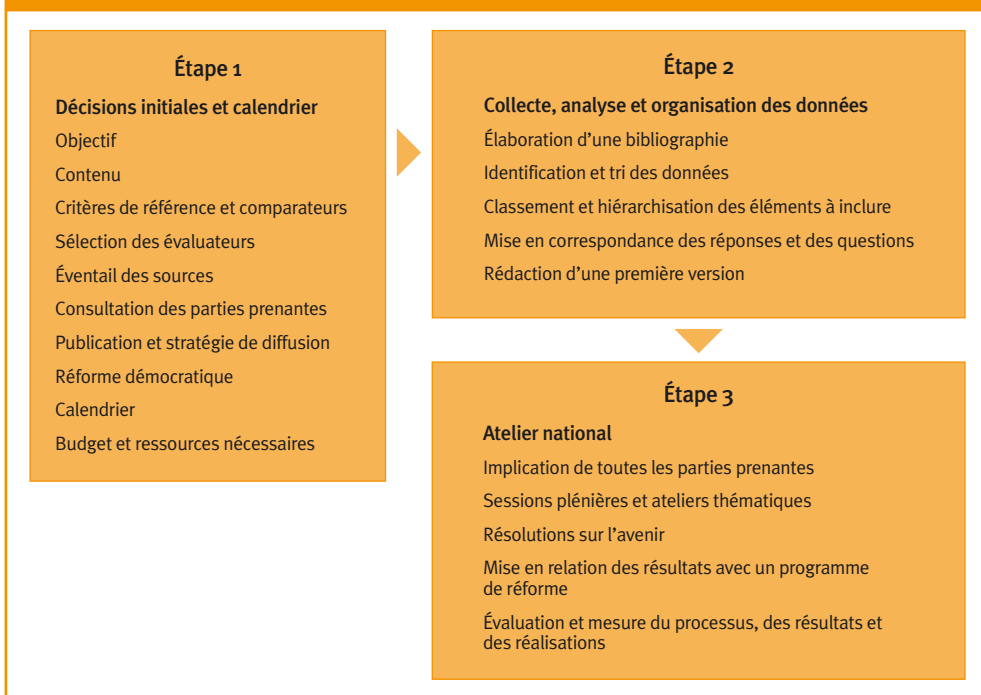 Étape 1
Décisions initiales et calendrier
Objectif
Contenu
Critères de référence et comparateurs
Sélection des évaluateurs
Éventail des sources
Consultation des parties prenantes
Publication et stratégie de diffusion
Réforme démocratique
Calendrier
Budget et ressources nécessaires
Étape 2
Collecte, analyse et organisation des données
Élaboration d’une bibliographie
Identification et tri des données
Classement et hiérarchisation des éléments à inclure
Mise en correspondance des réponses et des questions
Rédaction d’une première version
Étape 3
Atelier national
Implication de toutes les parties prenantes
Sessions plénières et ateliers thématiques
Résolutions sur l’avenir
Mise en relation des résultats avec un programme
de réforme
Évaluation et mesure du processus, des résultats et
des réalisations